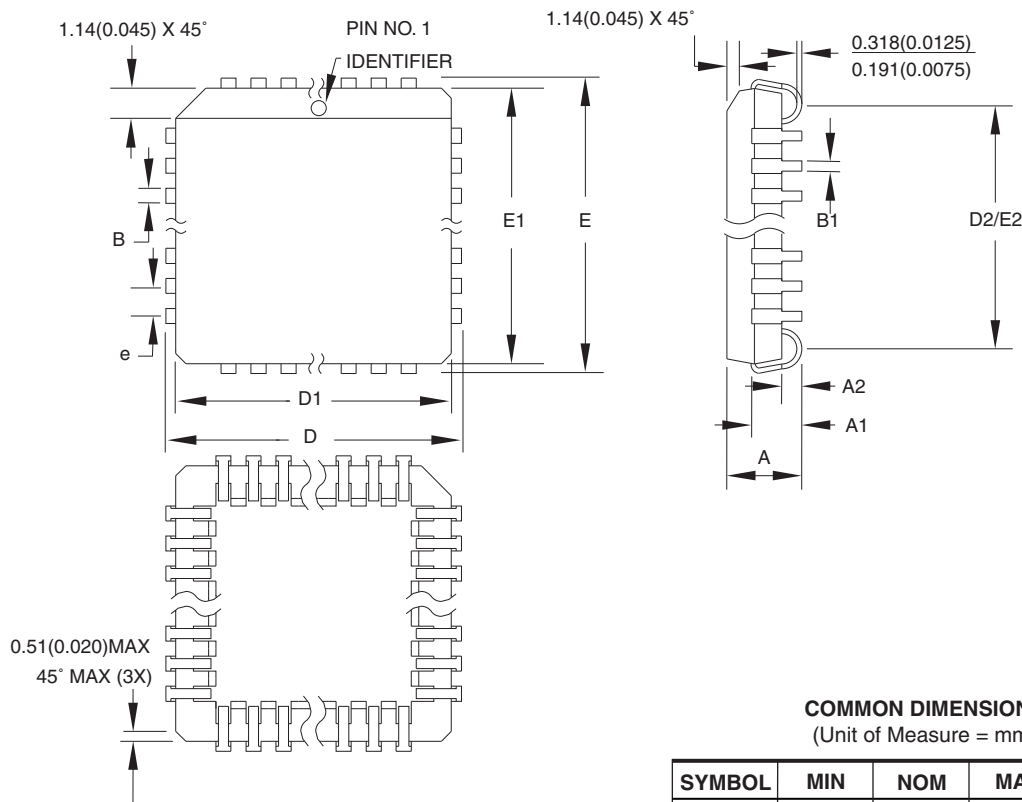 1.14(0.045) X 45˚
PIN NO. 1
IDENTIFIER
1.14(0.045) X 45˚
0.318(0.0125)
0.191(0.0075)
B
e
E1
E
B1
D2/E2
D1
D
A2
A1
A
0.51(0.020)MAX
45˚ MAX (3X)
COMMON DIMENSION
(Unit of Measure = mm
SYMBOL MIN NOM MA